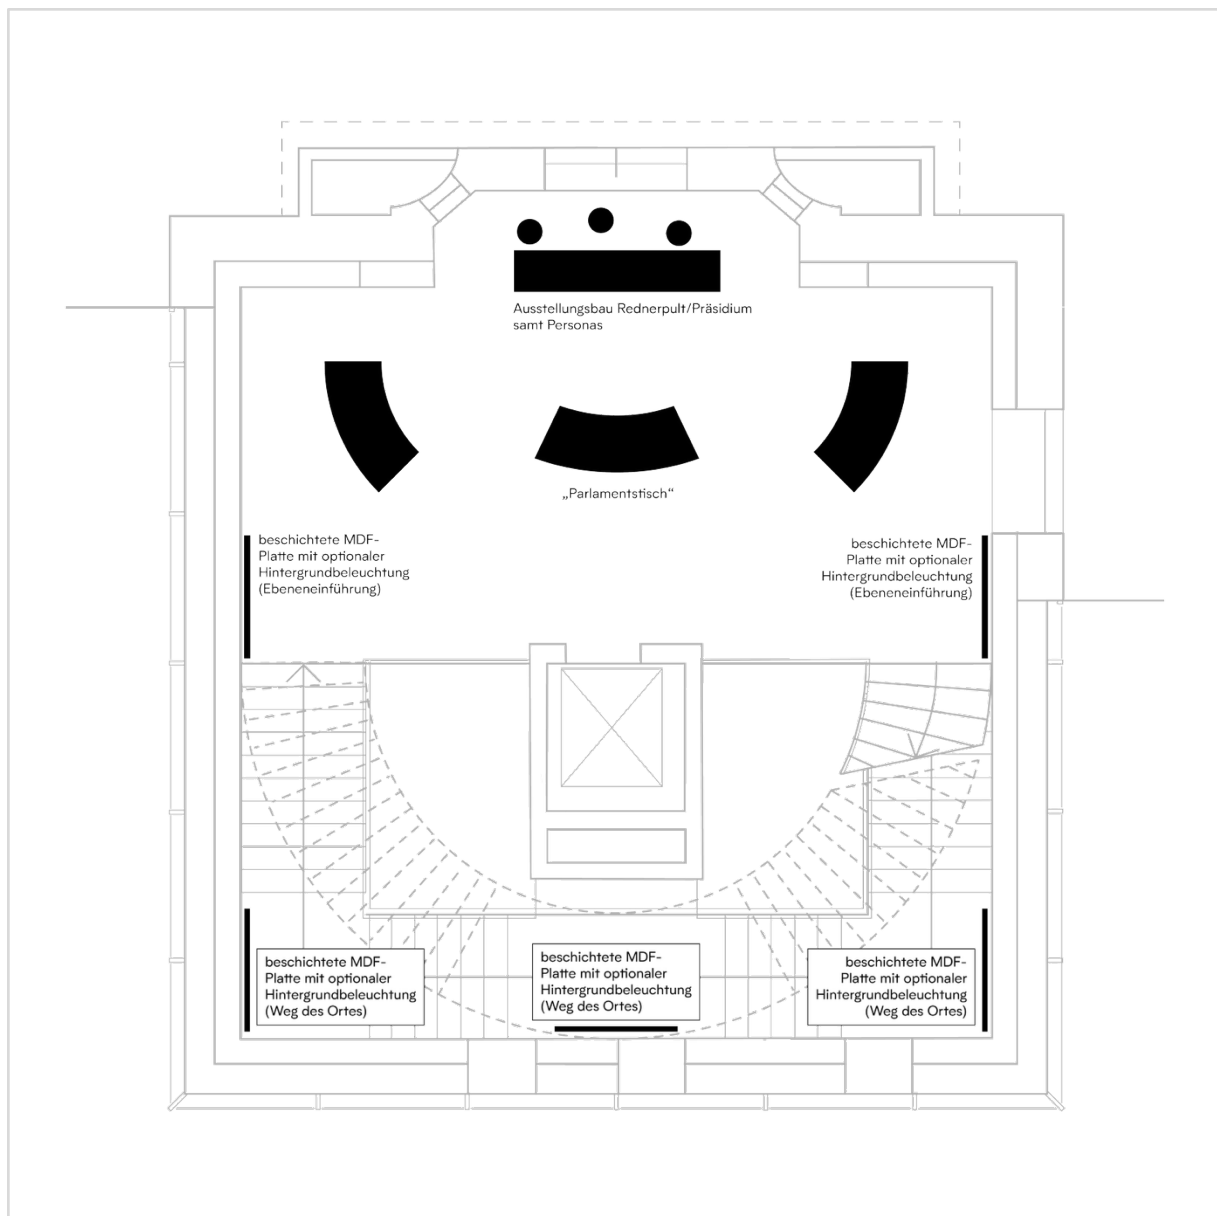 Ausstellungsbau Rednerpult/Präsidium
samt Personas
„Parlamentstisch“
beschichtete MDF-
Platte mit optionaler
Hintergrundbeleuchtung
(Ebeneneinführung)
beschichtete MDF-
Platte mit optionaler
Hintergrundbeleuchtung
(Ebeneneinführung)
beschichtete MDF-
Platte mit optionaler
Hintergrundbeleuchtung
(Weg des Ortes)
beschichtete MDF-
Platte mit optionaler
Hintergrundbeleuchtung
(Weg des Ortes)
beschichtete MDF-
Platte mit optionaler
Hintergrundbeleuchtung
(Weg des Ortes)